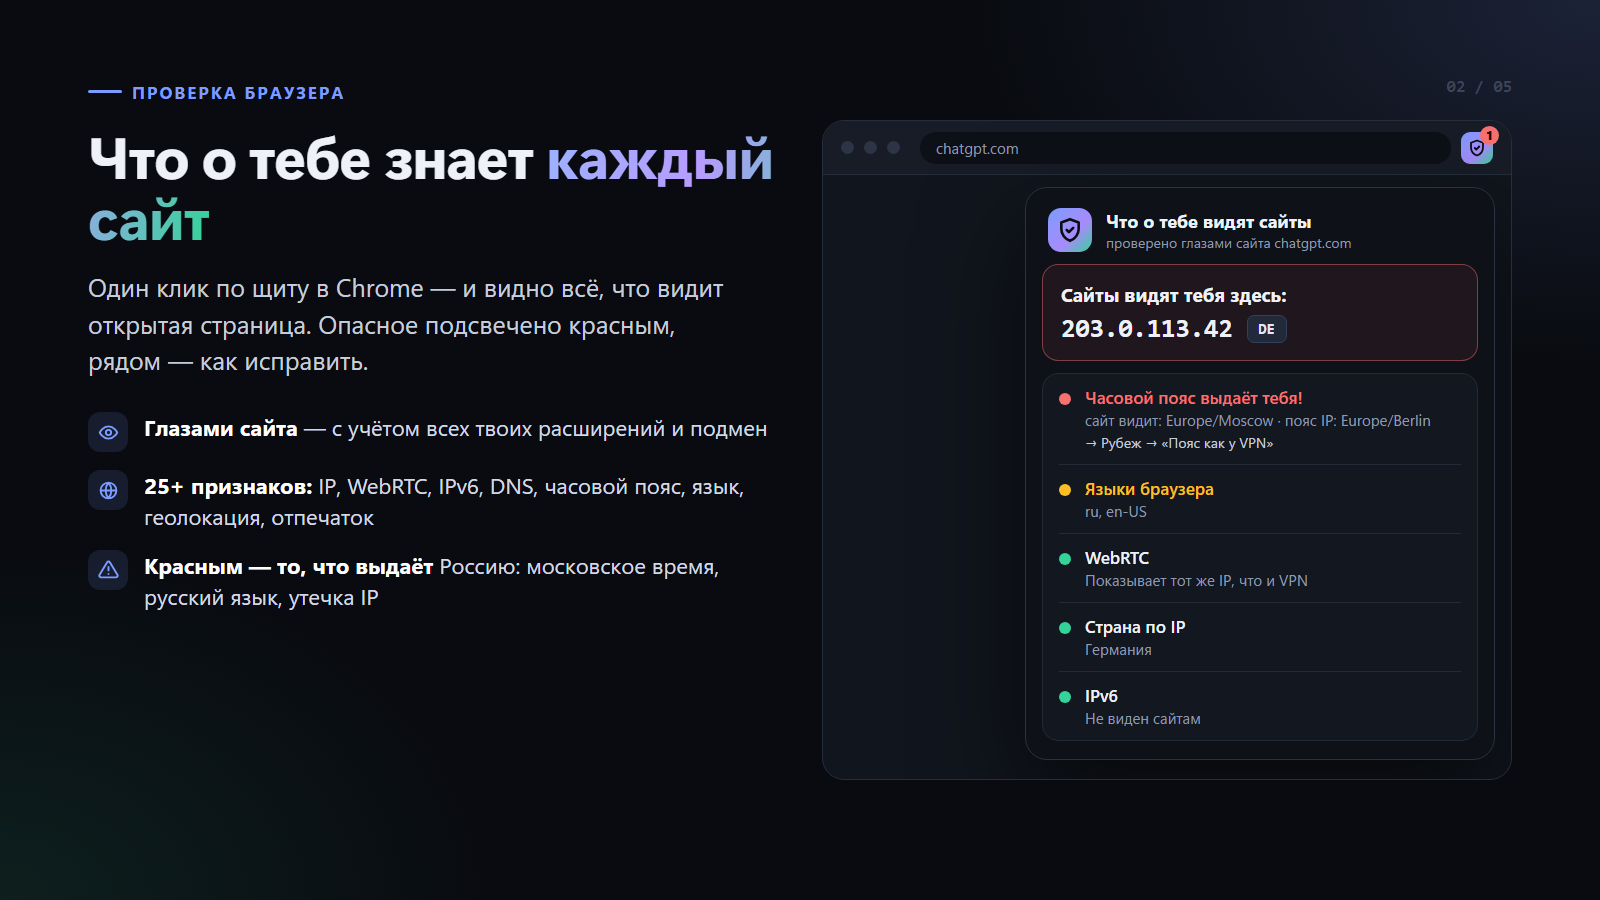 ПРОВЕРКА БРАУЗЕРА
Что о тебе знает каждый
сайт
Один клик по щиту в Chrome — и видно всё, что видит
открытая страница. Опасное подсвечено красным,
рядом — как исправить.
Глазами сайта — с учётом всех твоих расширений и подмен
25+ признаков: IP, WebRTC, IPv6, DNS, часовой пояс, язык,
геолокация, отпечаток
Красным — то, что выдаёт Россию: московское время,
русский язык, утечка IP
02 / 05
chatgpt.com
1
Что о тебе видят сайты
проверено глазами сайта chatgpt.com
Сайты видят тебя здесь:
203.0.113.42 DE
Часовой пояс выдаёт тебя!
сайт видит: Europe/Moscow · пояс IP: Europe/Berlin
→ Рубеж → «Пояс как у VPN»
Языки браузера
ru, en-US
WebRTC
Показывает тот же IP, что и VPN
Страна по IP
Германия
IPv6
Не виден сайтам